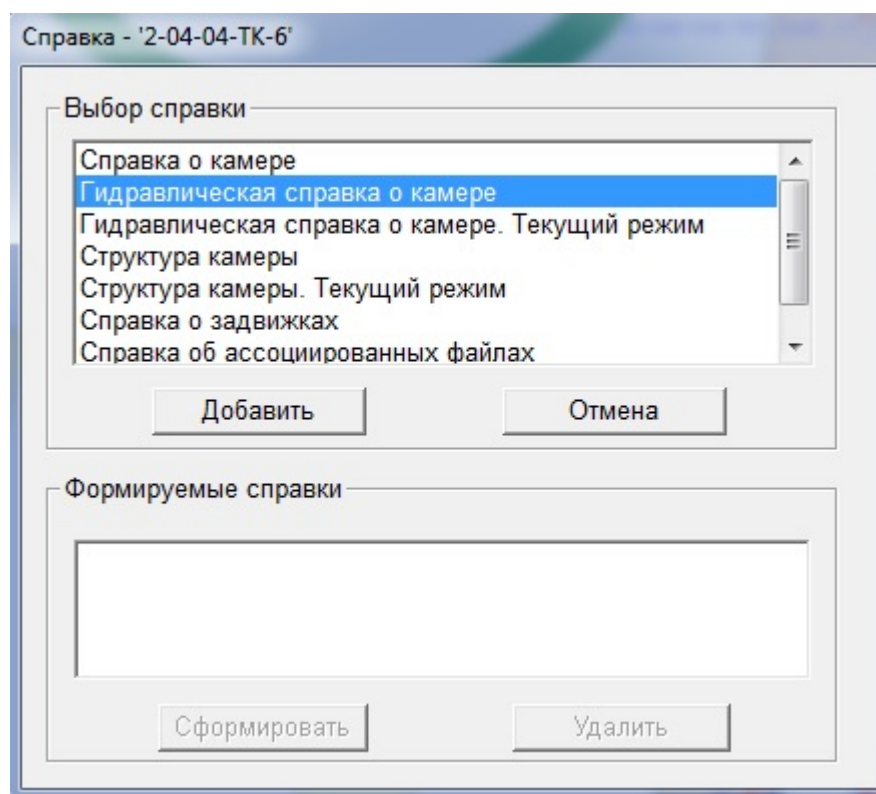 Справка - '2-04-04-ТК-6'
Выбор справки
Справка о камере
Гидравлическая справка о камере
Гидравлическая справка о камере. Текущий режим
Структура камеры
Структура камеры. Текущий режим
Справка о задвижках
Справка об ассоциированных файлах
Добавить Отмена
Формируемые справки
Сформировать Удалить